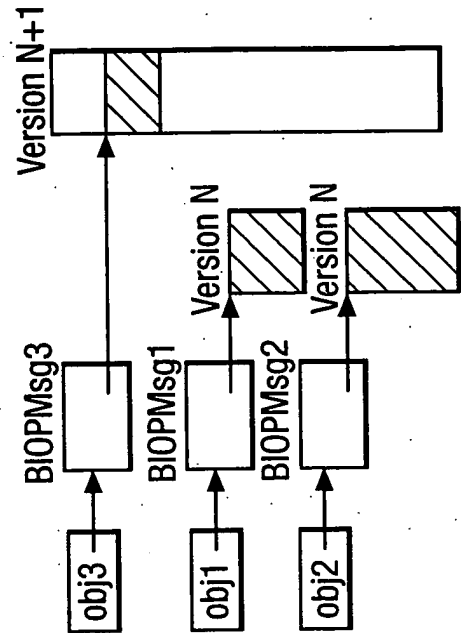 Version N+1
BIOPMsg3
obj3
Version N
BIOPMsg1
obj1
Version N
BIOPMsg2
obj2